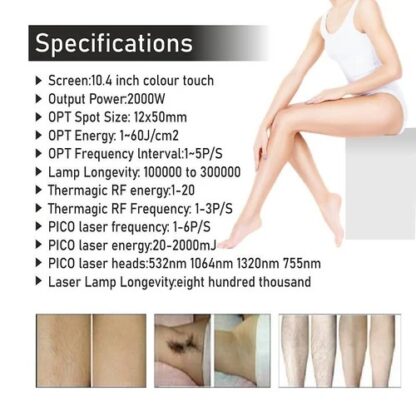 Specifications
Screen:10.4 inch colour touch
Output Power:2000W
OPT Spot Size: 12x50mm
OPT Energy: 1~60J/cm2
OPT Frequency Interval:1~5P/S
Lamp Longevity: 100000 to 300000
Thermagic RF energy:1-20
Thermagic RF Frequency: 1-3P/S
PICO laser frequency: 1-6P/S
PICO laser energy:20-2000mJ
PICO laser heads:532nm 1064nm 1320nm 755nm
Laser Lamp Longevity:eight hundred thousand